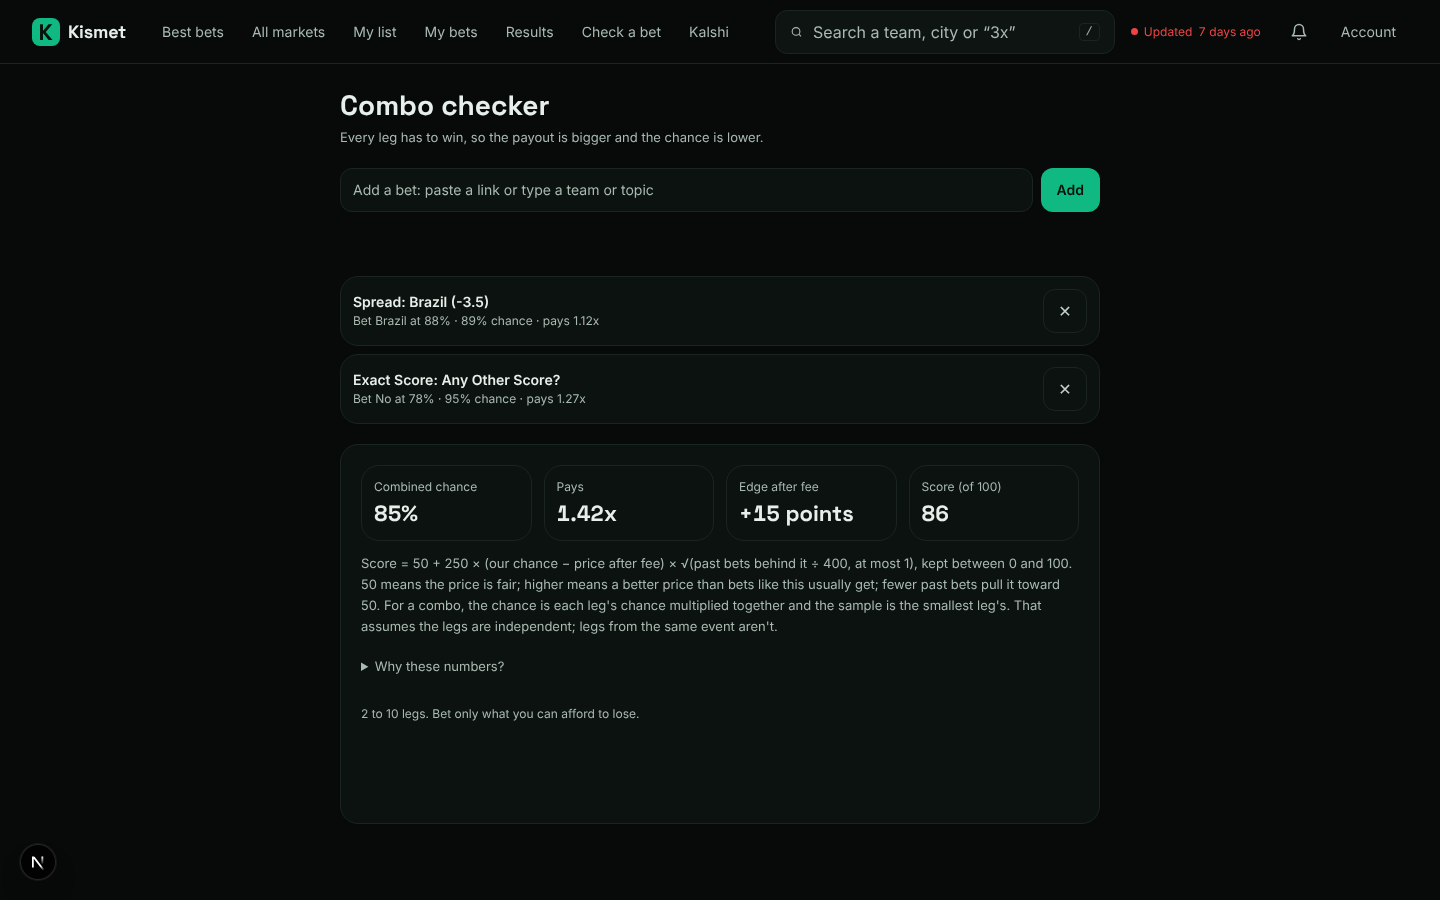 K Kismet Best bets All markets My list My bets Results Check a bet Kalshi Search a team, city or “3x” / Updated 7 days ago Account
Combo checker
Every leg has to win, so the payout is bigger and the chance is lower.
Add a bet: paste a link or type a team or topic Add
Spread: Brazil (-3.5)
Bet Brazil at 88% · 89% chance · pays 1.12x
×
Exact Score: Any Other Score?
Bet No at 78% · 95% chance · pays 1.27x
×
Combined chance Pays Edge after fee Score (of 100)
85% 1.42x +15 points 86
Score = 50 + 250 × (our chance − price after fee) × √(past bets behind it ÷ 400, at most 1), kept between 0 and 100.
50 means the price is fair; higher means a better price than bets like this usually get; fewer past bets pull it toward
50. For a combo, the chance is each leg's chance multiplied together and the sample is the smallest leg's. That
assumes the legs are independent; legs from the same event aren't.
Why these numbers?
2 to 10 legs. Bet only what you can afford to lose.
N